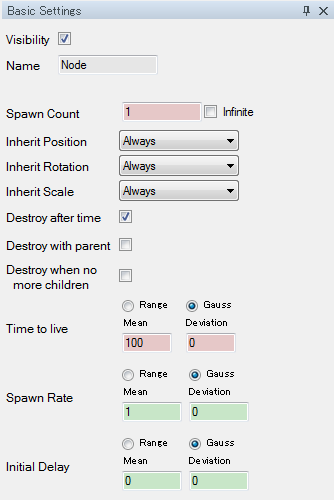 Basic Settings
Visibility
Name Node
Spawn Count 1 Infinite
Inherit Position Always
Inherit Rotation Always
Inherit Scale Always
Destroy after time
Destroy with parent
Destroy when no
more children
Range Gauss
Mean Deviation
Time to live 100 0
Range Gauss
Mean Deviation
Spawn Rate 1 0
Range Gauss
Mean Deviation
Initial Delay 0 0